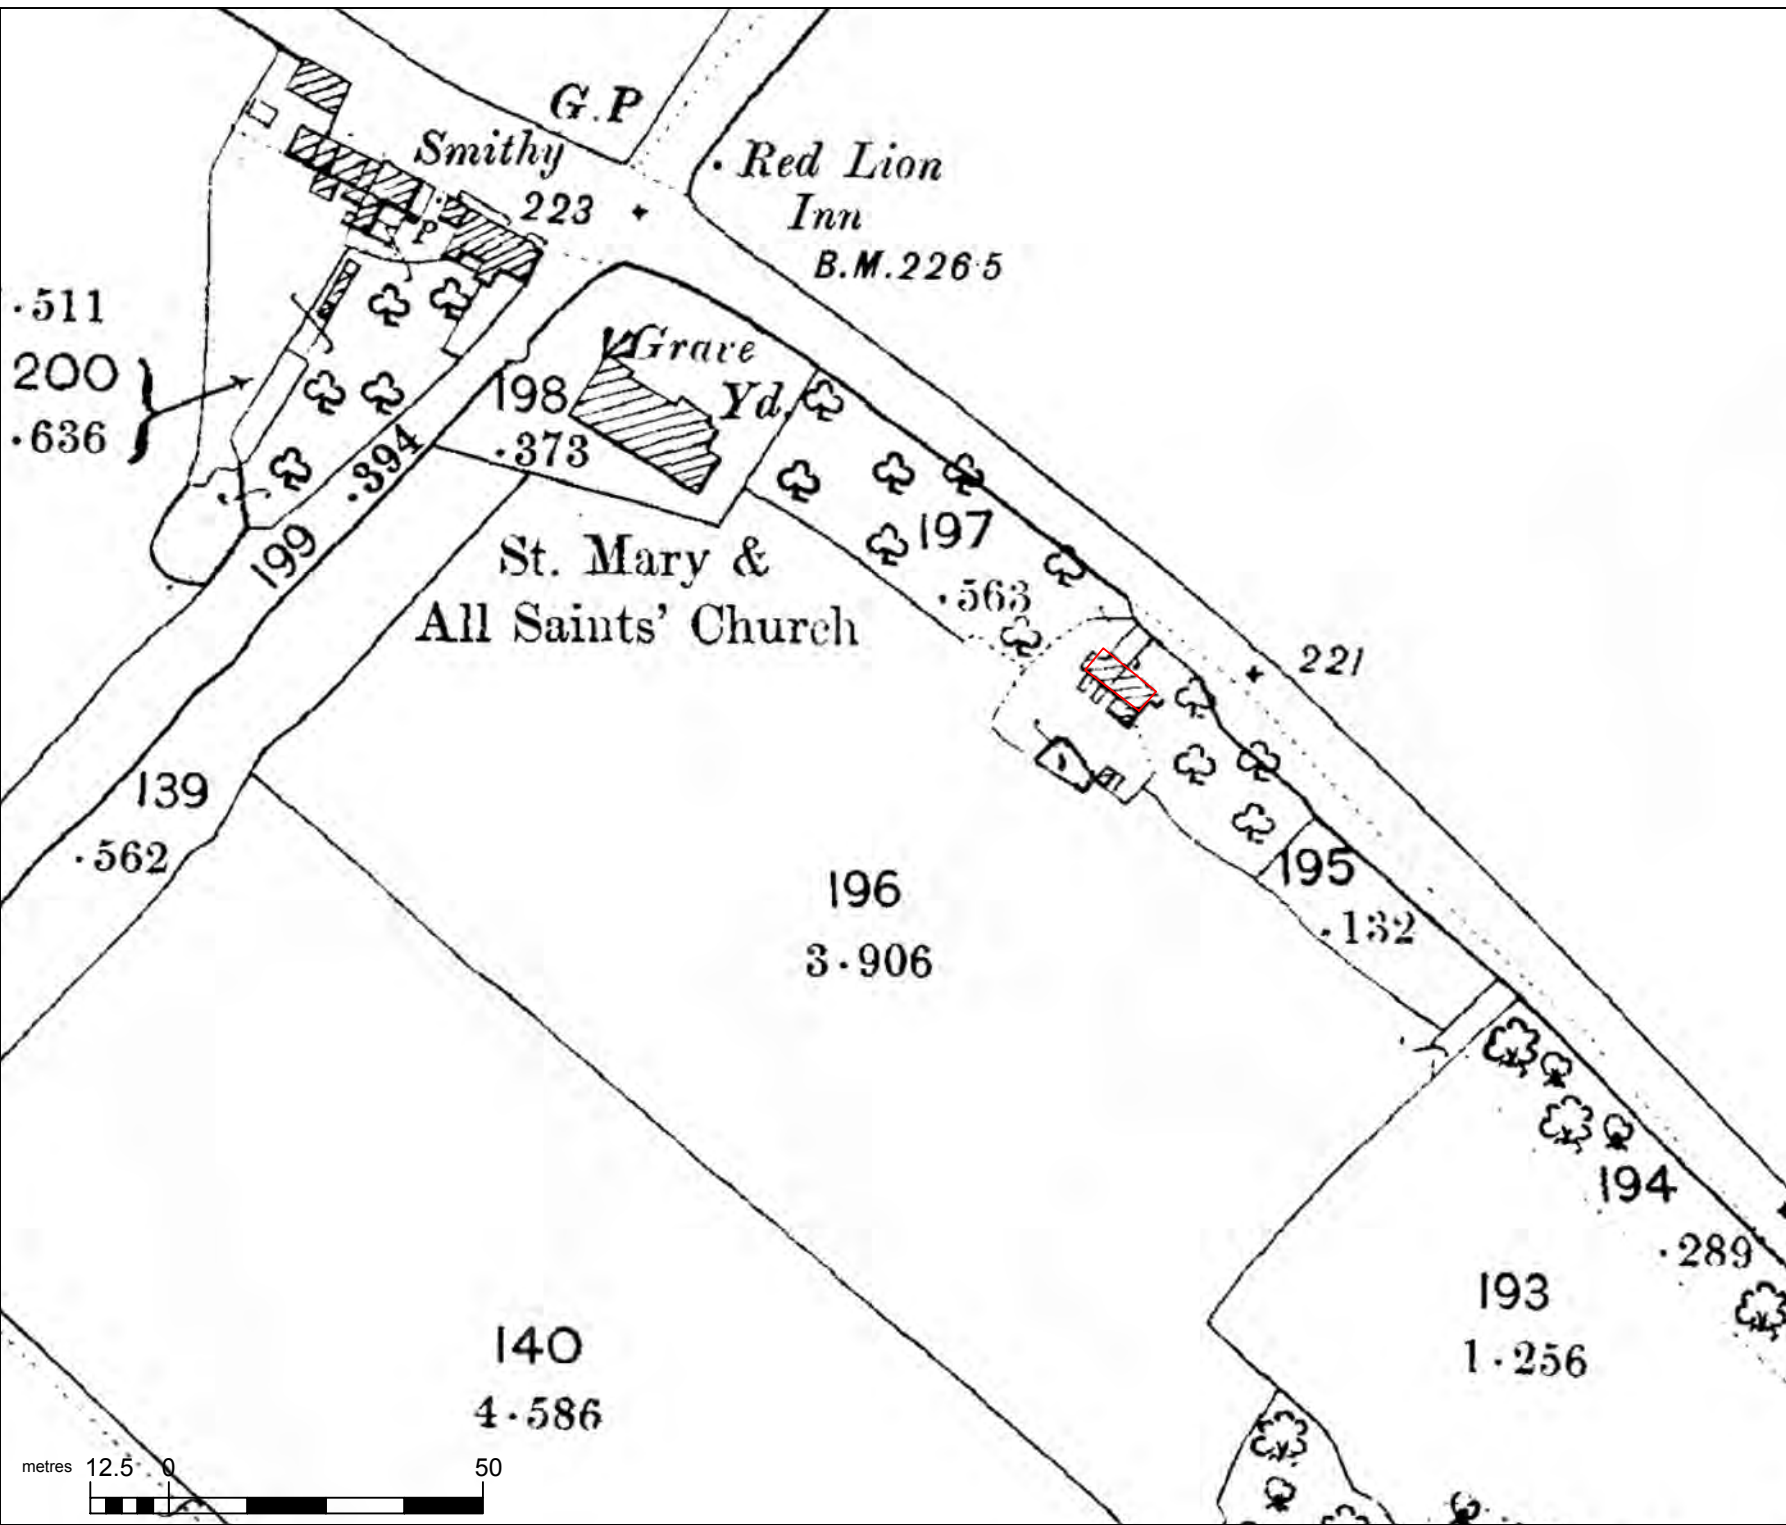 G.P
Smithy
Red Lion
Inn
223
B.M.226·5
P
·511
200
·636
Grave
Yd.
198
·373
·394
199
197
·563
St. Mary &
All Saints' Church
221
139
·562
196
3·906
195
·132
194
·289
193
1·256
140
4·586
metres 12.5 0 50